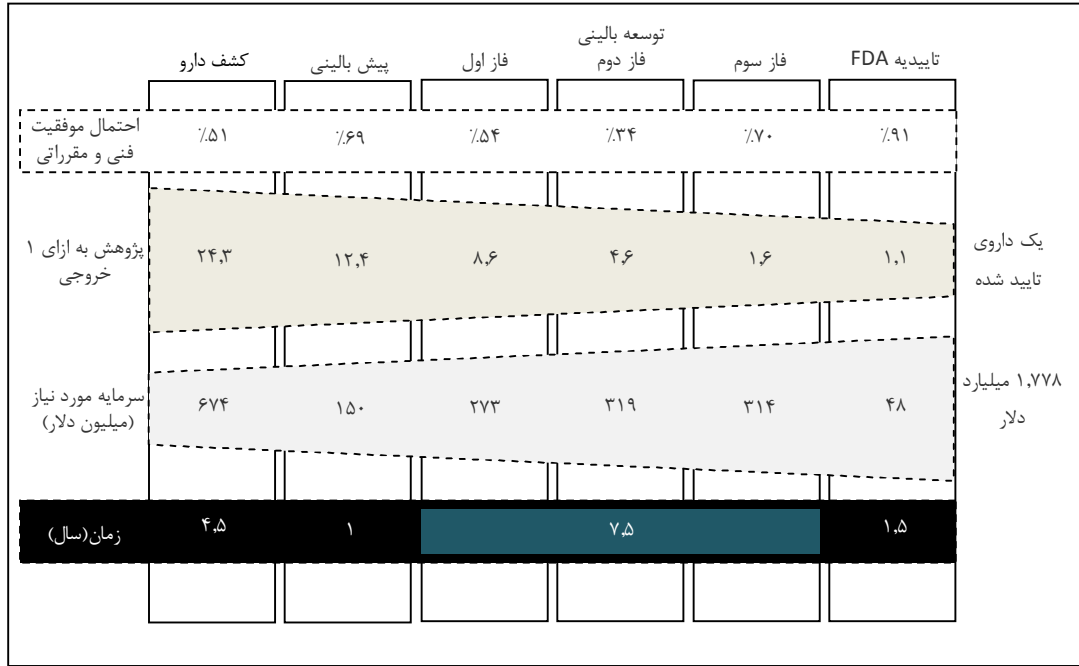 توسعه بالینی
کشف دارو
پیش بالینی
فاز اول
فاز دوم
فاز سوم
تاییدیه FDA
احتمال موفقیت
فنی و مقرراتی
٪۵۱
٪۶۹
٪۵۴
٪۳۴
٪۷۰
٪۹۱
پژوهش به ازای ۱
خروجی
۲۴,۳
۱۲,۴
۸,۶
۴,۶
۱,۶
۱,۱
یک داروی
تایید شده
سرمایه مورد نیاز
(میلیون دلار)
۶۷۴
۱۵۰
۲۷۳
۳۱۹
۳۱۴
۴۸
۱,۷۷۸ میلیارد
دلار
زمان(سال)
۴,۵
۱
۷,۵
۱,۵